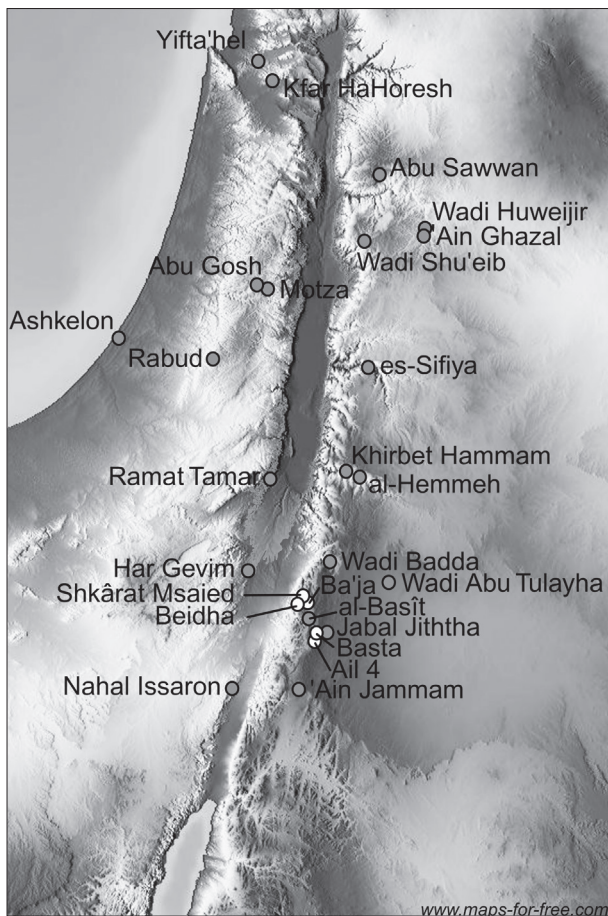 Yifta'hel
Kfar HaHoresh
Abu Sawwan
Wadi Huweijir
'Ain Ghazal
Wadi Shu'eib
Abu Gosh
Motza
Ashkelon
Rabud
es-Sifiya
Khirbet Hammam
Ramat Tamar
al-Hemmeh
Wadi Badda
Har Gevim
Wadi Abu Tulayha
Ba'ja
Shkârat Msaied
al-Basît
Beidha
Jabal Jiththa
Basta
Ail 4
Nahal Issaron
'Ain Jammam
www.maps-for-free.com